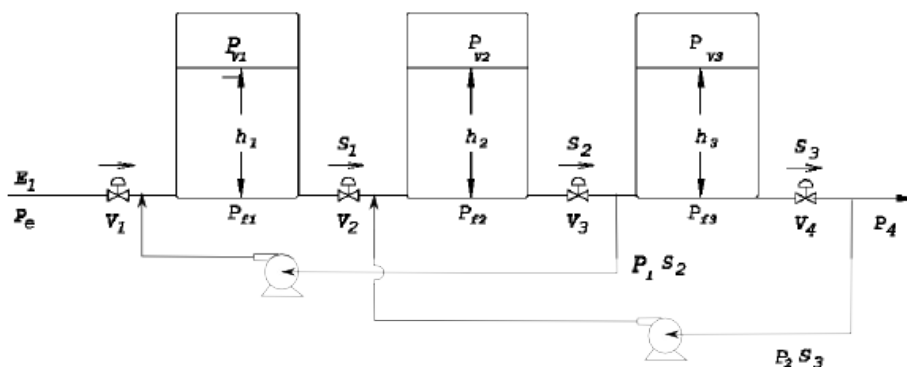 P_v1 P_v2 P_v3
h_1 h_2 h_3
S_1 S_2 S_3
E_1
P_e V_1 P_f1 V_2 P_f2 V_3 P_f3 V_4 P_4
P_1 S_2
P_2 S_3